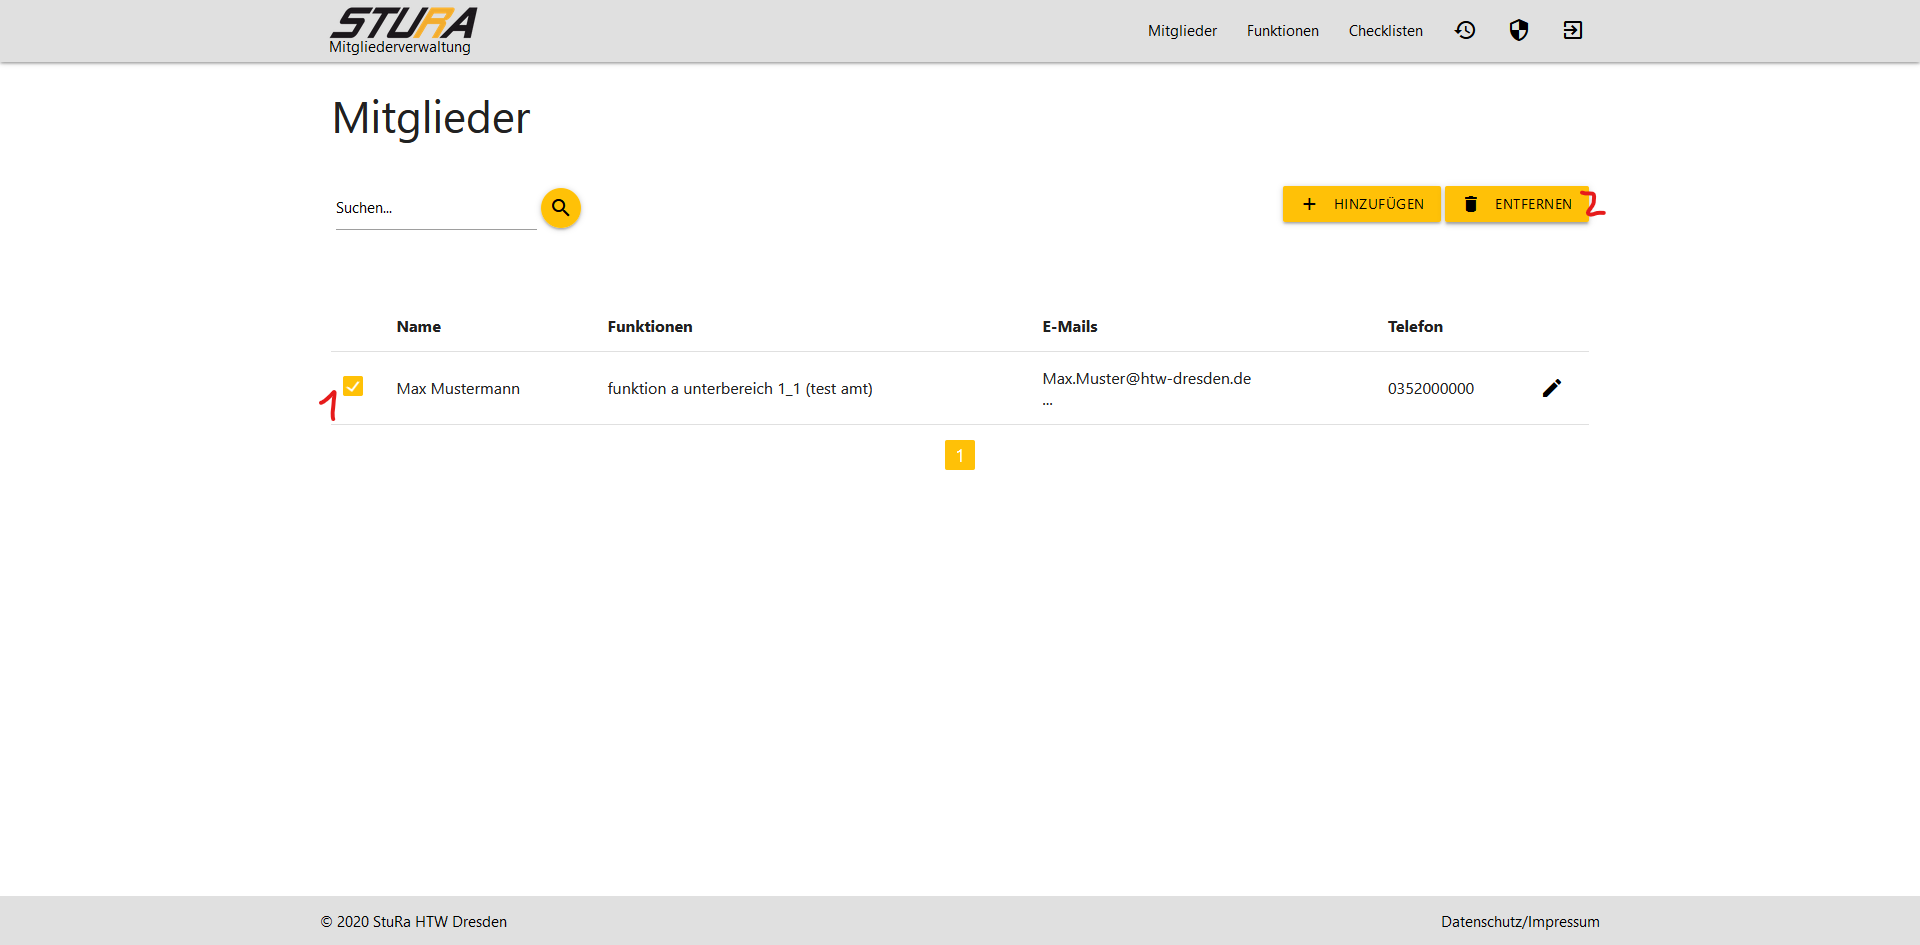 STURA
Mitgliederverwaltung
Mitglieder
Funktionen
Checklisten
Mitglieder
Suchen...
HINZUFÜGEN
ENTFERNEN
2
Name
Funktionen
E-Mails
Telefon
1
Max Mustermann
funktion a unterbereich 1_1 (test amt)
Max.Muster@htw-dresden.de
...
0352000000
1
© 2020 StuRa HTW Dresden
Datenschutz/Impressum